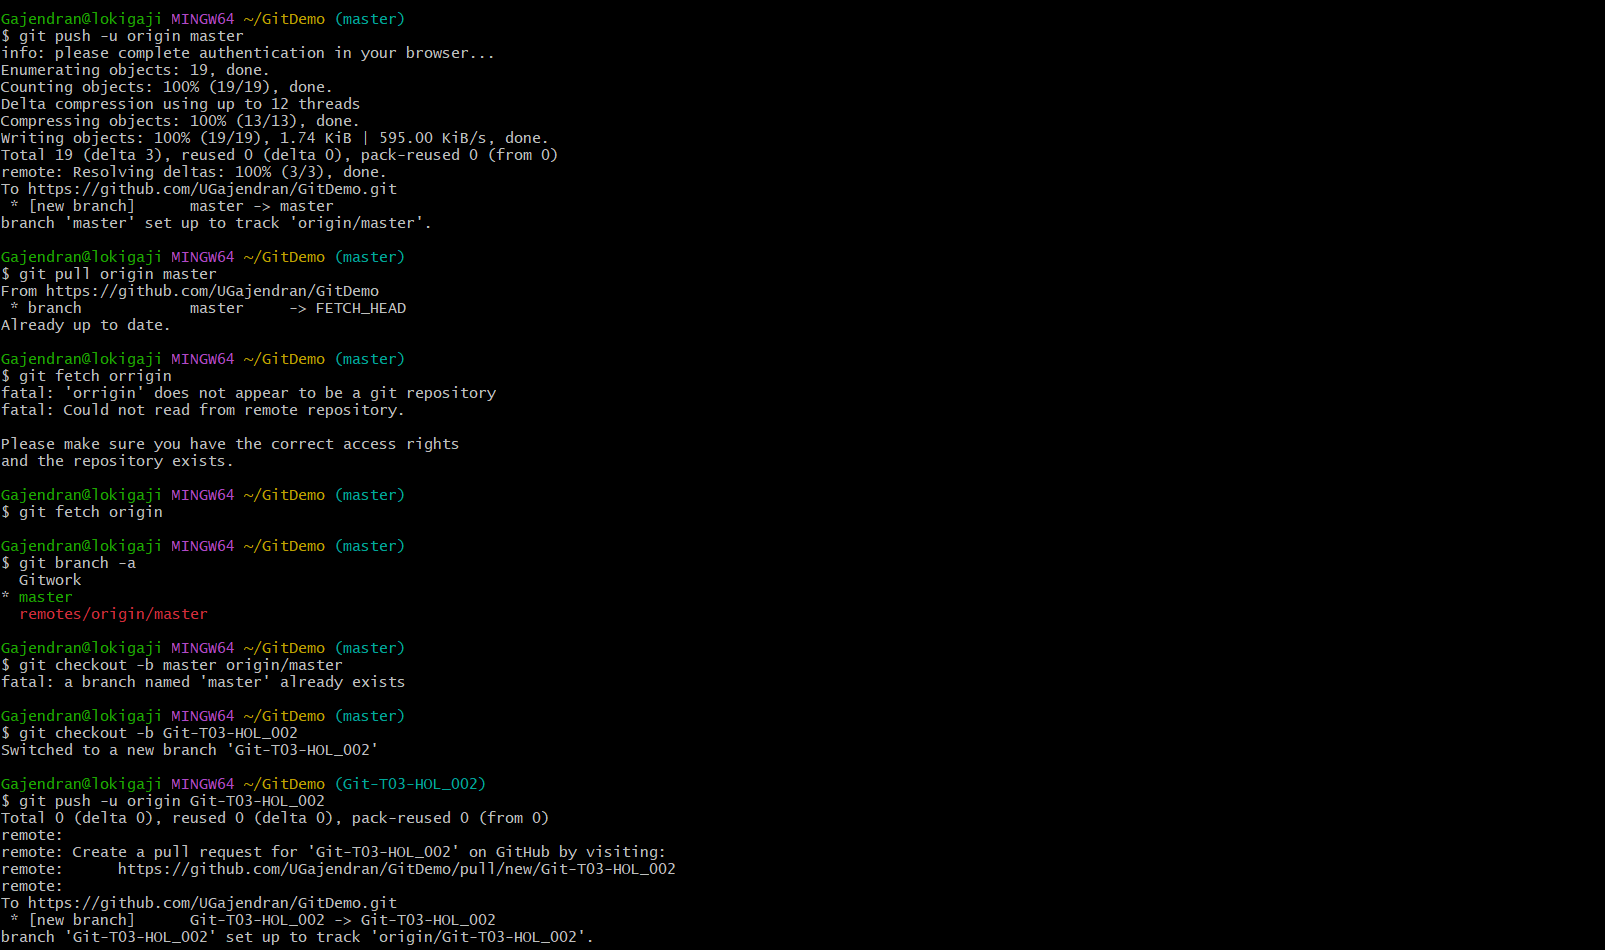 Gajendran@lokigaji MINGW64 ~/GitDemo (master)
$ git push -u origin master
info: please complete authentication in your browser...
Enumerating objects: 19, done.
Counting objects: 100% (19/19), done.
Delta compression using up to 12 threads
Compressing objects: 100% (13/13), done.
Writing objects: 100% (19/19), 1.74 KiB | 595.00 KiB/s, done.
Total 19 (delta 3), reused 0 (delta 0), pack-reused 0 (from 0)
remote: Resolving deltas: 100% (3/3), done.
To https://github.com/UGajendran/GitDemo.git
 * [new branch]      master -> master
branch 'master' set up to track 'origin/master'.

Gajendran@lokigaji MINGW64 ~/GitDemo (master)
$ git pull origin master
From https://github.com/UGajendran/GitDemo
 * branch            master     -> FETCH_HEAD
Already up to date.

Gajendran@lokigaji MINGW64 ~/GitDemo (master)
$ git fetch orrigin
fatal: 'orrigin' does not appear to be a git repository
fatal: Could not read from remote repository.

Please make sure you have the correct access rights
and the repository exists.

Gajendran@lokigaji MINGW64 ~/GitDemo (master)
$ git fetch origin

Gajendran@lokigaji MINGW64 ~/GitDemo (master)
$ git branch -a
  Gitwork
* master
  remotes/origin/master

Gajendran@lokigaji MINGW64 ~/GitDemo (master)
$ git checkout -b master origin/master
fatal: a branch named 'master' already exists

Gajendran@lokigaji MINGW64 ~/GitDemo (master)
$ git checkout -b Git-T03-HOL_002
Switched to a new branch 'Git-T03-HOL_002'

Gajendran@lokigaji MINGW64 ~/GitDemo (Git-T03-HOL_002)
$ git push -u origin Git-T03-HOL_002
Total 0 (delta 0), reused 0 (delta 0), pack-reused 0 (from 0)
remote:
remote: Create a pull request for 'Git-T03-HOL_002' on GitHub by visiting:
remote:      https://github.com/UGajendran/GitDemo/pull/new/Git-T03-HOL_002
remote:
To https://github.com/UGajendran/GitDemo.git
 * [new branch]      Git-T03-HOL_002 -> Git-T03-HOL_002
branch 'Git-T03-HOL_002' set up to track 'origin/Git-T03-HOL_002'.